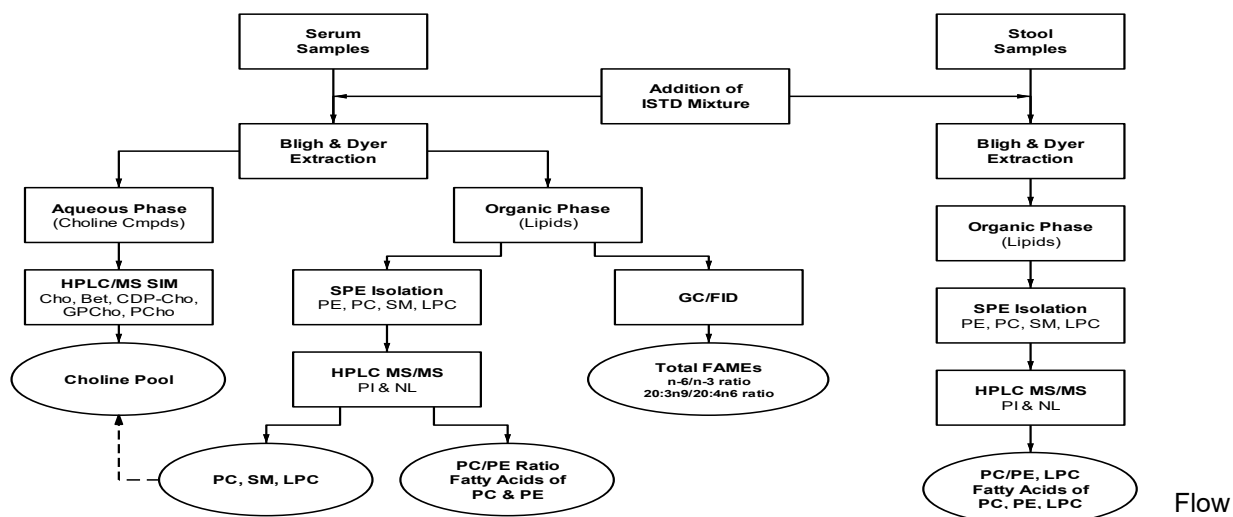 Serum
Samples
Stool
Samples
Addition of
ISTD Mixture
Bligh & Dyer
Extraction
Bligh & Dyer
Extraction
Aqueous Phase
(Choline Cmpds)
Organic Phase
(Lipids)
Organic Phase
(Lipids)
HPLC/MS SIM
Cho, Bet, CDP-Cho,
GPCho, PCho
SPE Isolation
PE, PC, SM, LPC
GC/FID
SPE Isolation
PE, PC, SM, LPC
Choline Pool
HPLC MS/MS
PI & NL
Total FAMEs
n-6/n-3 ratio
20:3n9/20:4n6 ratio
HPLC MS/MS
PI & NL
PC, SM, LPC
PC/PE Ratio
Fatty Acids of
PC & PE
PC/PE, LPC
Fatty Acids of
PC, PE, LPC
Flow